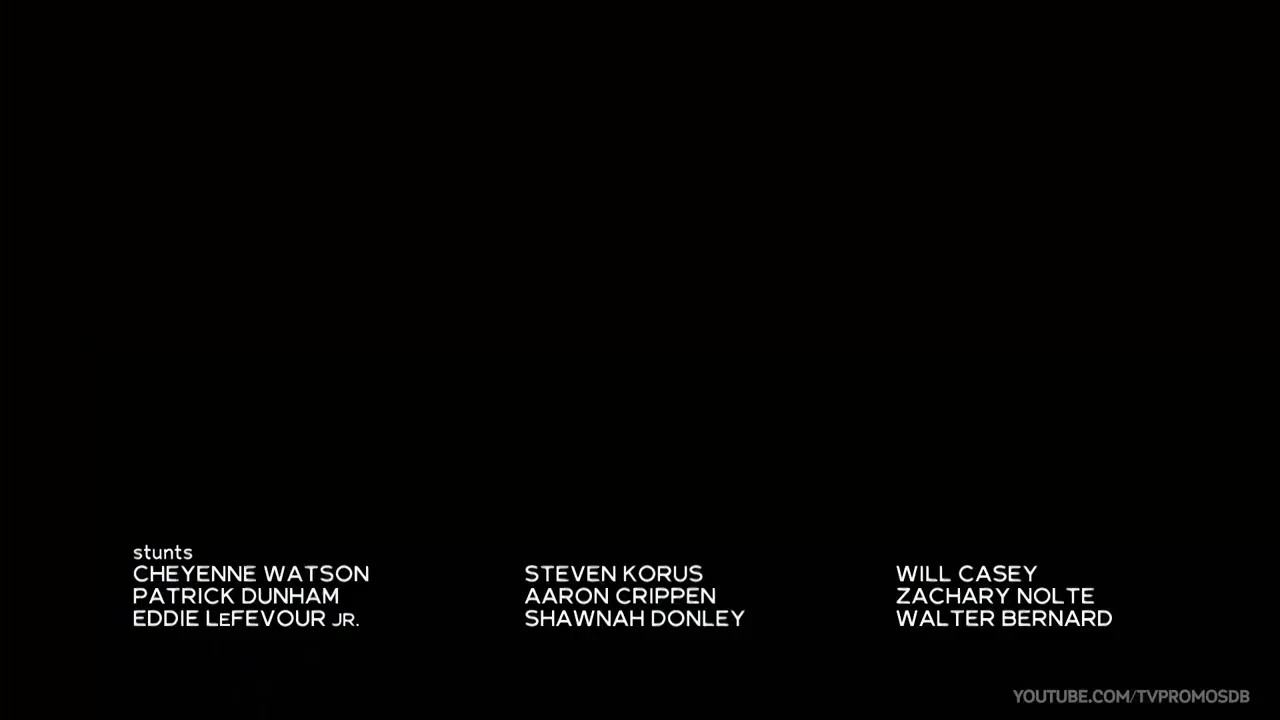 stunts
CHEYENNE WATSON STEVEN KORUS WILL CASEY
PATRICK DUNHAM AARON CRIPPEN ZACHARY NOLTE
EDDIE LEFEVOUR JR. SHAWNAH DONLEY WALTER BERNARD
YOUTUBE.COM/TVPROMOSDB